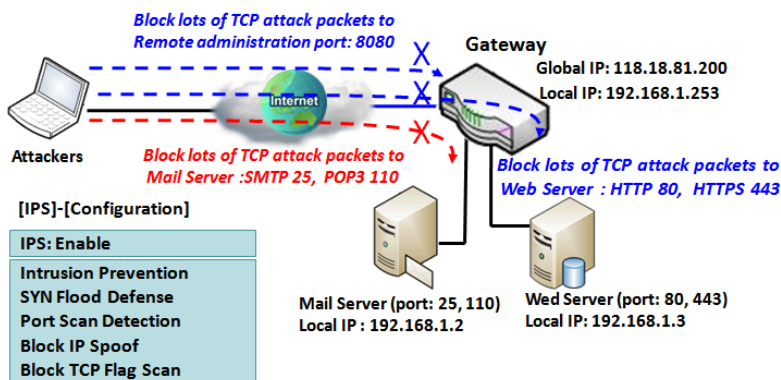 Block lots of TCP attack packets to
Remote administration port: 8080
Gateway
Global IP: 118.18.81.200
Local IP: 192.168.1.253
Internet
Attackers
Block lots of TCP attack packets to
Mail Server :SMTP 25, POP3 110
Block lots of TCP attack packets to
Web Server : HTTP 80, HTTPS 443
[IPS]-[Configuration]
IPS: Enable
Intrusion Prevention
SYN Flood Defense
Port Scan Detection
Block IP Spoof
Block TCP Flag Scan
Mail Server (port: 25, 110)
Local IP : 192.168.1.2
Wed Server (port: 80, 443)
Local IP: 192.168.1.3